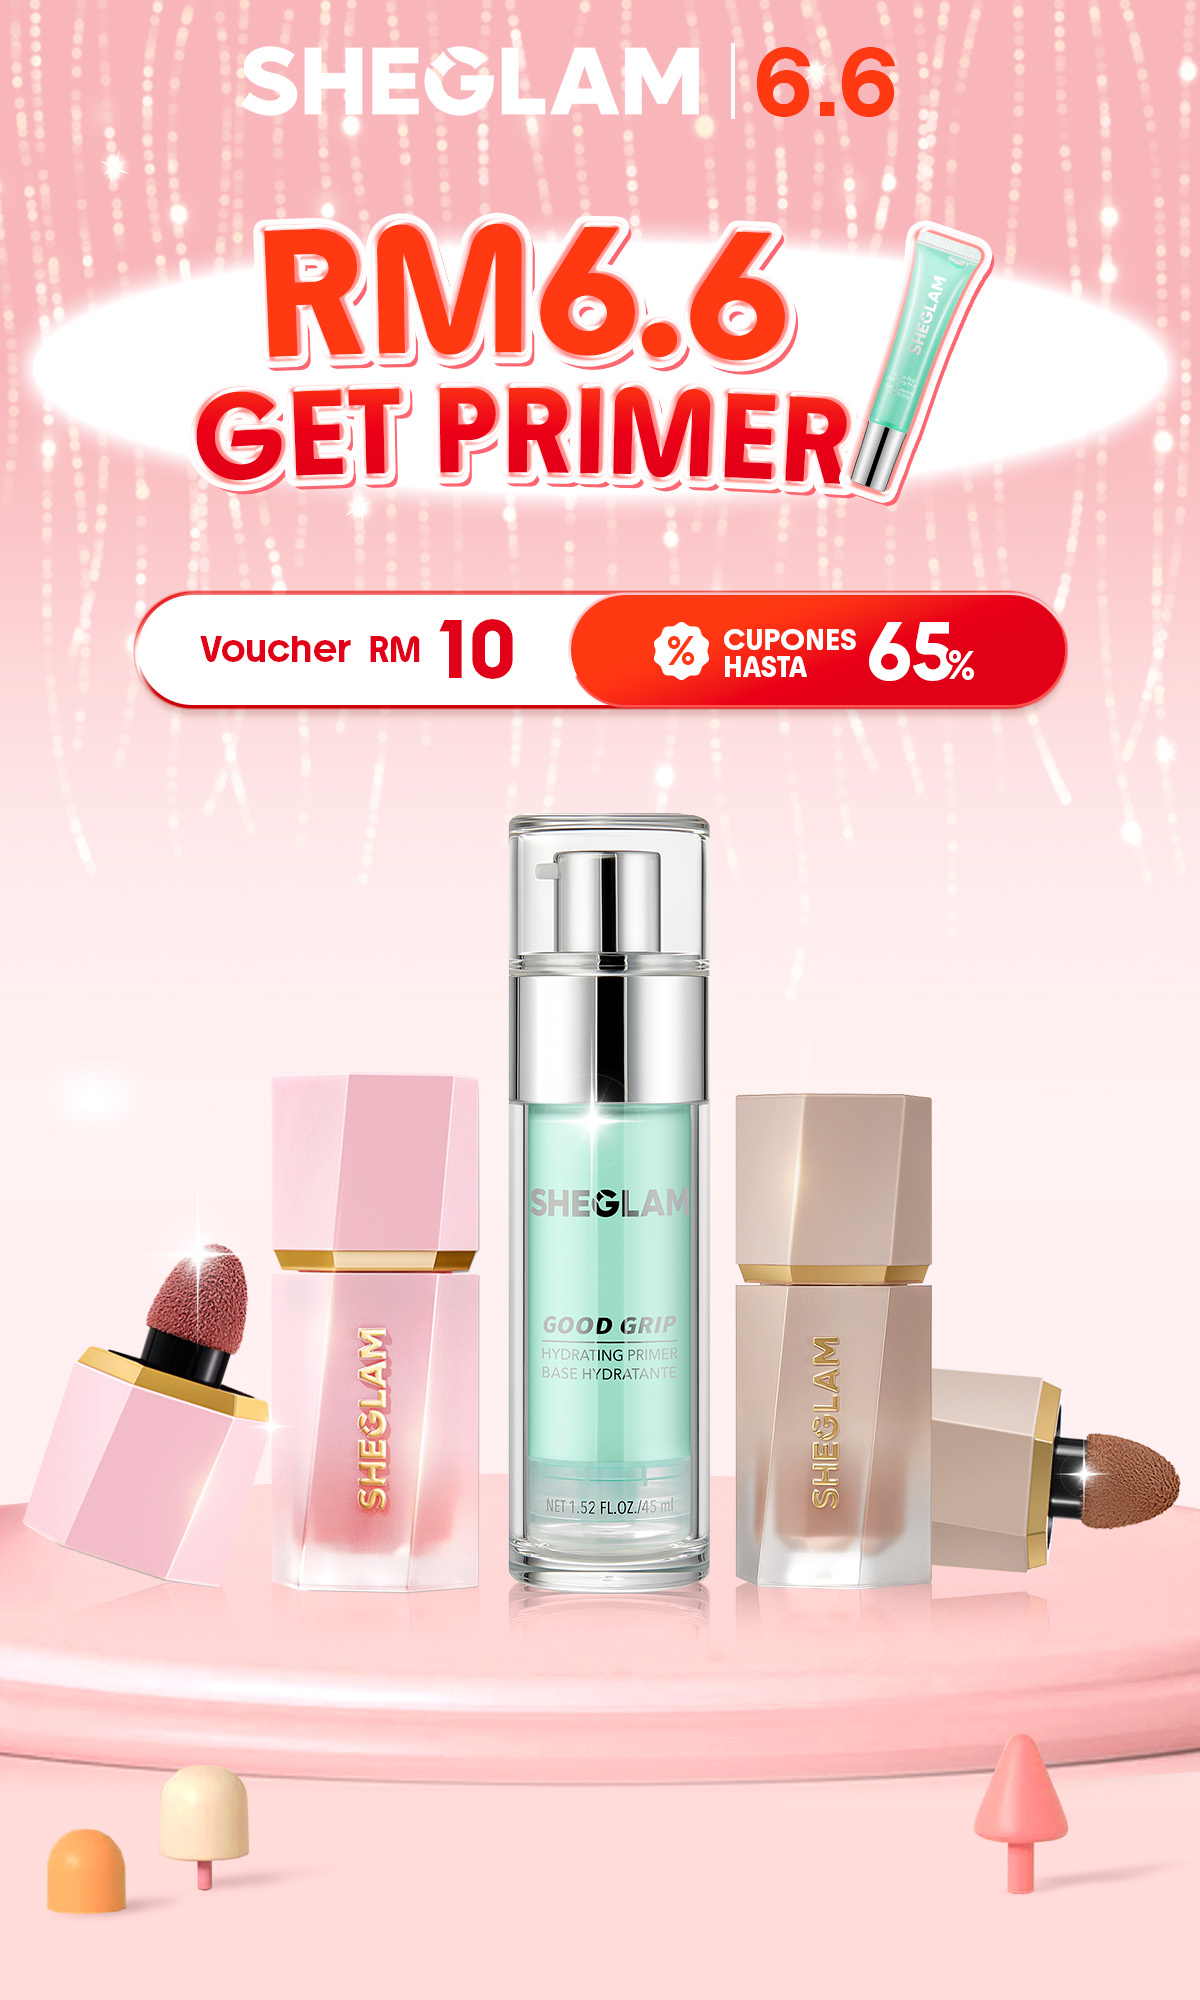 SHEGLAM | 6.6
RM6.6
GET PRIMER
SHEGLAM
Voucher RM 10
% CUPONES HASTA 65%
SHEGLAM
GOOD GRIP
HYDRATING PRIMER
BASE HYDRATANTE
NET 1.52 FL.OZ./45 ml
SHEGLAM
SHEGLAM